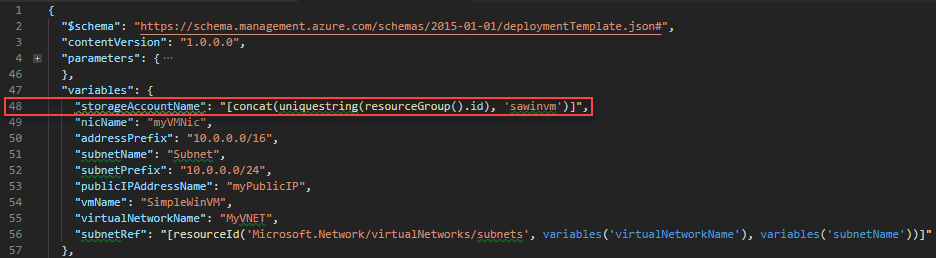 1 {
2 "$schema": "https://schema.management.azure.com/schemas/2015-01-01/deploymentTemplate.json#",
3 "contentVersion": "1.0.0.0",
4 "parameters": { ...
46 },
47 "variables": {
48 "storageAccountName": "[concat(uniquestring(resourceGroup().id), 'sawinvm')]",
49 "nicName": "myVMNic",
50 "addressPrefix": "10.0.0.0/16",
51 "subnetName": "Subnet",
52 "subnetPrefix": "10.0.0.0/24",
53 "publicIPAddressName": "myPublicIP",
54 "vmName": "SimpleWinVM",
55 "virtualNetworkName": "MyVNET",
56 "subnetRef": "[resourceId('Microsoft.Network/virtualNetworks/subnets', variables('virtualNetworkName'), variables('subnetName'))]"
57 },